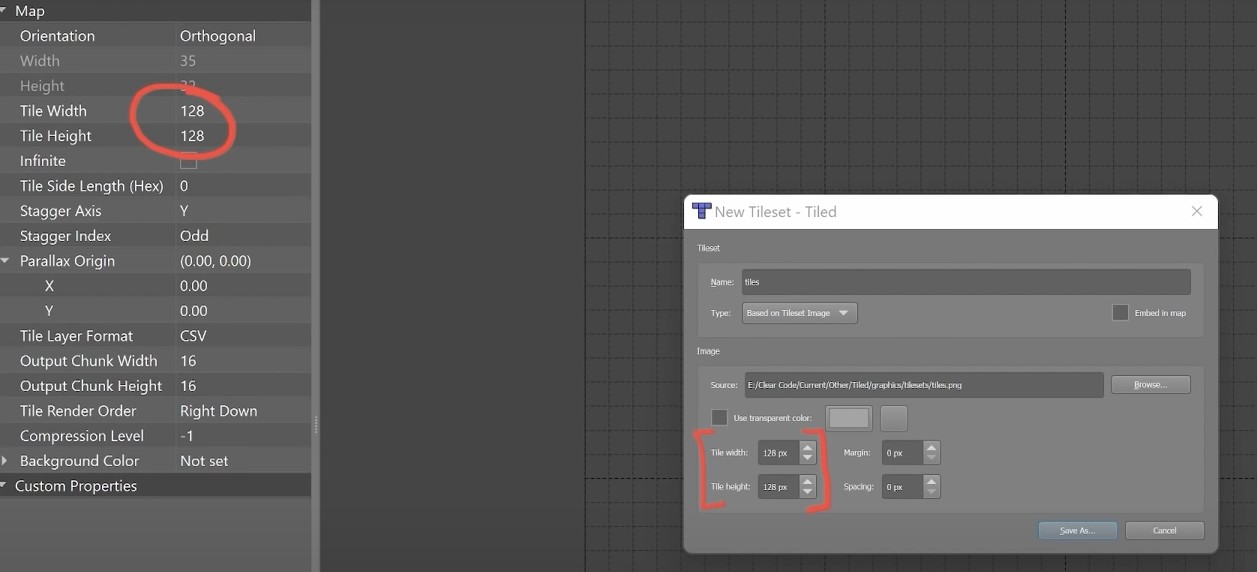 Map
Orientation Orthogonal
Width 35
Height 32
Tile Width 128
Tile Height 128
Infinite
Tile Side Length (Hex) 0
Stagger Axis Y
Stagger Index Odd
Parallax Origin (0.00, 0.00)
X 0.00
Y 0.00
Tile Layer Format CSV
Output Chunk Width 16
Output Chunk Height 16
Tile Render Order Right Down
Compression Level -1
Background Color Not set
Custom Properties
New Tileset - Tiled
Tileset
Name: tiles
Type: Based on Tileset Image Embed in map
Image
Source: E:/Clear Code/Current/Other/Tiled/graphics/tilesets/tiles.png Browse...
Use transparent color:
Tile width: 128 px Margin: 0 px
Tile height: 128 px Spacing: 0 px
Save As... Cancel